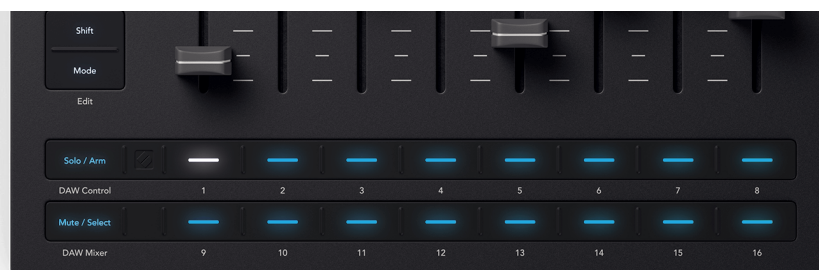 Shift
Mode
Edit
Solo / Arm
DAW Control 1 2 3 4 5 6 7 8
Mute / Select
DAW Mixer 9 10 11 12 13 14 15 16